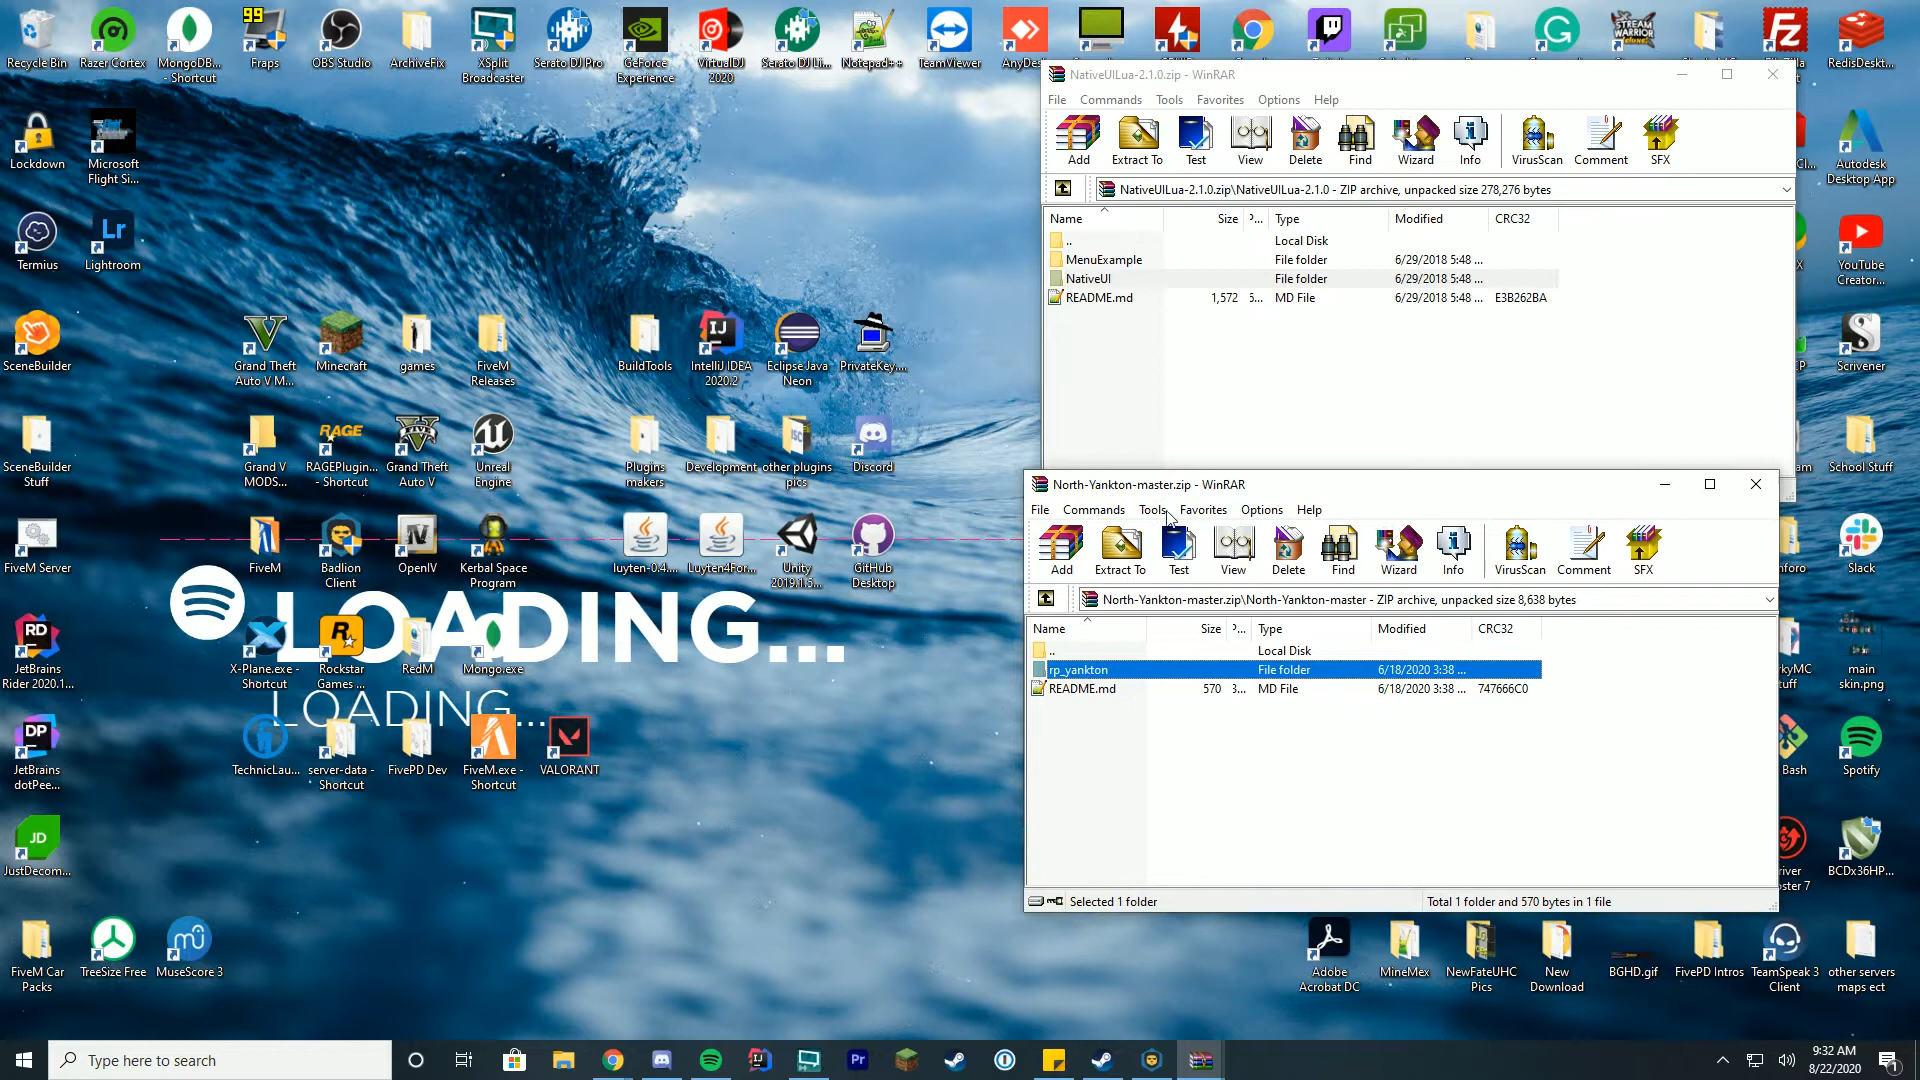 Recycle Bin
Razer Cortex
MongoDB...
- Shortcut
99
Fraps
OBS Studio
ArchiveFix
XSplit
Broadcaster
Serato DJ Pro
GeForce
Experience
VirtualDJ
2020
Serato DJ Li...
Notepad++
TeamViewer
AnyDes
RedisDeskt...
Lockdown
Microsoft
Flight Si...
Termius
Lr
Lightroom
SceneBuilder
Grand Theft
Auto V M...
Minecraft
games
FiveM
Releases
BuildTools
IntelliJ IDEA
2020.2
Eclipse Java
Neon
PrivateKey....
SceneBuilder
Stuff
Grand V
MODS...
RAGE
RAGEPlugin...
- Shortcut
Grand Theft
Auto V
Unreal
Engine
Plugins
makers
Development
other plugins
pics
Discord
FiveM Server
FiveM
Badlion
Client
OpenIV
Kerbal Space
Program
luyten-0.4....
Luyten4For...
Unity
2019.1.5...
GitHub
Desktop
LOADING...
LOADING...
JetBrains
Rider 2020.1...
X-Plane.exe -
Shortcut
Rockstar
Games ...
RedM
Mongo.exe
JetBrains
dotPee...
TechnicLau...
server-data -
Shortcut
FivePD Dev
FiveM.exe -
Shortcut
VALORANT
JD
JustDecom...
FiveM Car
Packs
TreeSize Free
MuseScore 3
NativeUILua-2.1.0.zip - WinRAR
File Commands Tools Favorites Options Help
Add Extract To Test View Delete Find Wizard Info VirusScan Comment SFX
NativeUILua-2.1.0.zip\NativeUILua-2.1.0 - ZIP archive, unpacked size 278,276 bytes
Name Size P... Type Modified CRC32
.. Local Disk
MenuExample File folder 6/29/2018 5:48 ...
NativeUI File folder 6/29/2018 5:48 ...
README.md 1,572 5... MD File 6/29/2018 5:48 ... E3B262BA
North-Yankton-master.zip - WinRAR
File Commands Tools Favorites Options Help
Add Extract To Test View Delete Find Wizard Info VirusScan Comment SFX
North-Yankton-master.zip\North-Yankton-master - ZIP archive, unpacked size 8,638 bytes
Name Size P... Type Modified CRC32
.. Local Disk
rp_yankton File folder 6/18/2020 3:38 ...
README.md 570 3... MD File 6/18/2020 3:38 ... 747666C0
Selected 1 folder Total 1 folder and 570 bytes in 1 file
Autodesk
Desktop App
YouTube
Creator...
Scrivener
School Stuff
Slack
main
skin.png
Bash
Spotify
BCDx36HP...
Adobe
Acrobat DC
MineMex
NewFateUHC
Pics
New
Download
BGHD.gif
FivePD Intros
TeamSpeak 3
Client
other servers
maps ect
Type here to search
Pr
9:32 AM
8/22/2020
1